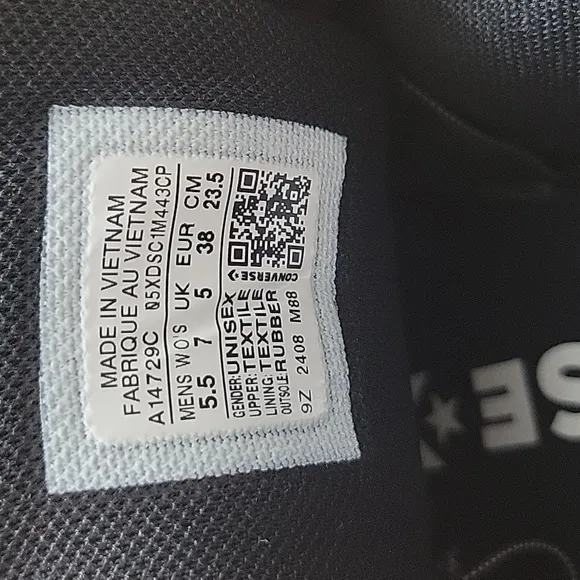 MADE IN VIETNAM
FABRIQUE AU VIETNAM
A14729C 05XDSC1M443CP
MENS WO'S UK EUR CM
5.5 7 5 38 23.5
GENDER: UNISEX
UPPER: TEXTILE
LINING: TEXTILE
OUTSOLE: RUBBER
9Z 2408 M88
CONVERSE
SE